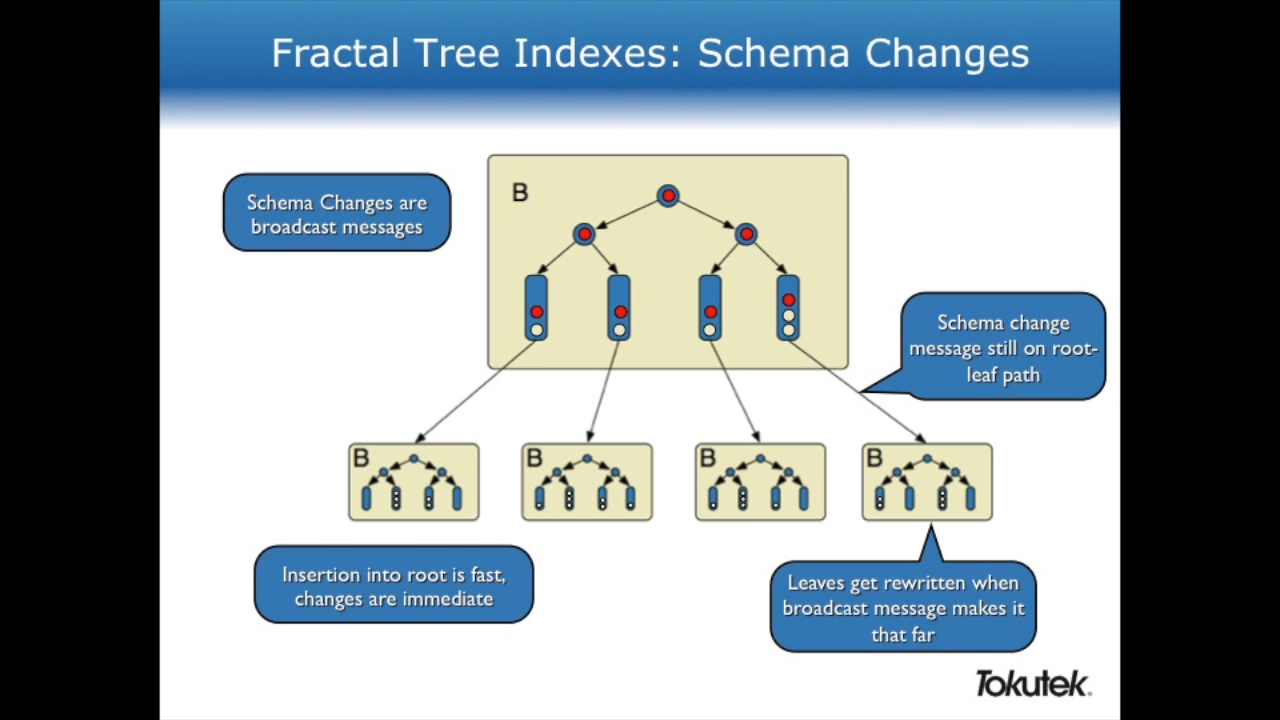 Fractal Tree Indexes: Schema Changes
Schema Changes are
broadcast messages
B
Schema change
message still on root-
leaf path
B
B
B
B
Insertion into root is fast,
changes are immediate
Leaves get rewritten when
broadcast message makes it
that far
Tokutek.